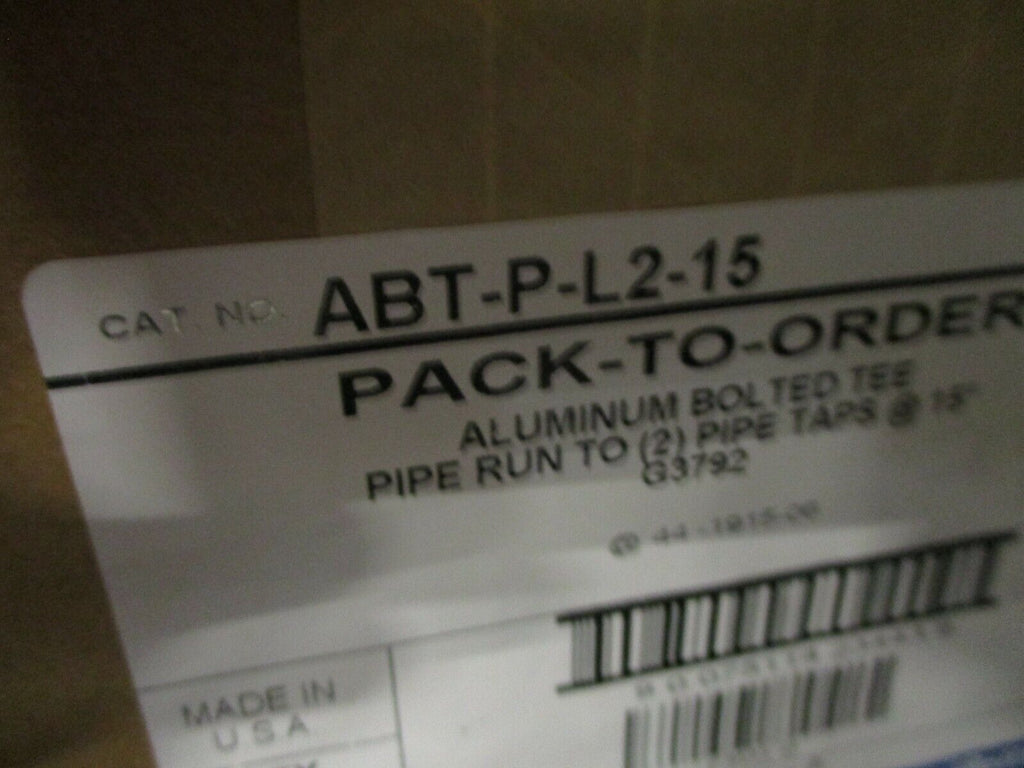 CAT. NO. ABT-P-L2-15
PACK-TO-ORDER
ALUMINUM BOLTED TEE
PIPE RUN TO (2) PIPE TAPS @ 15"
G3792
MADE IN
U S A